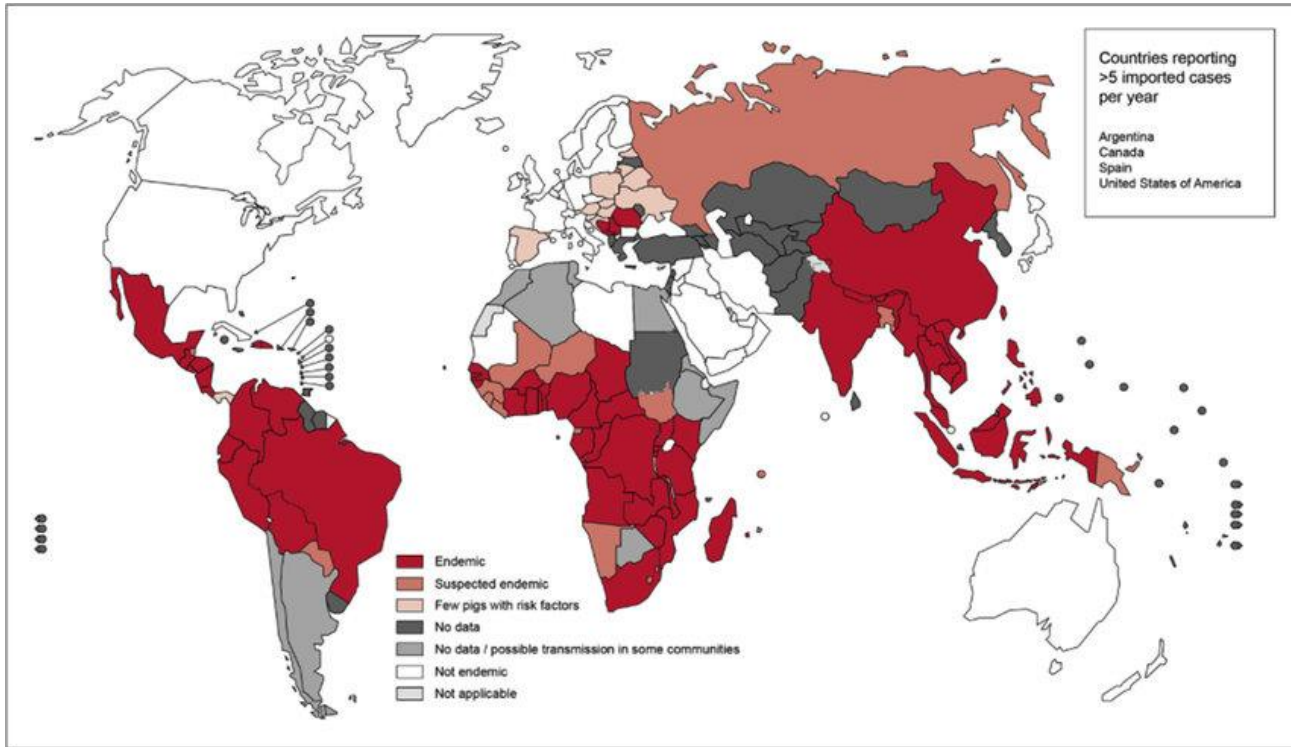 Countries reporting
>5 imported cases
per year
Argentina
Canada
Spain
United States of America
Endemic
Suspected endemic
Few pigs with risk factors
No data
No data / possible transmission in some communities
Not endemic
Not applicable